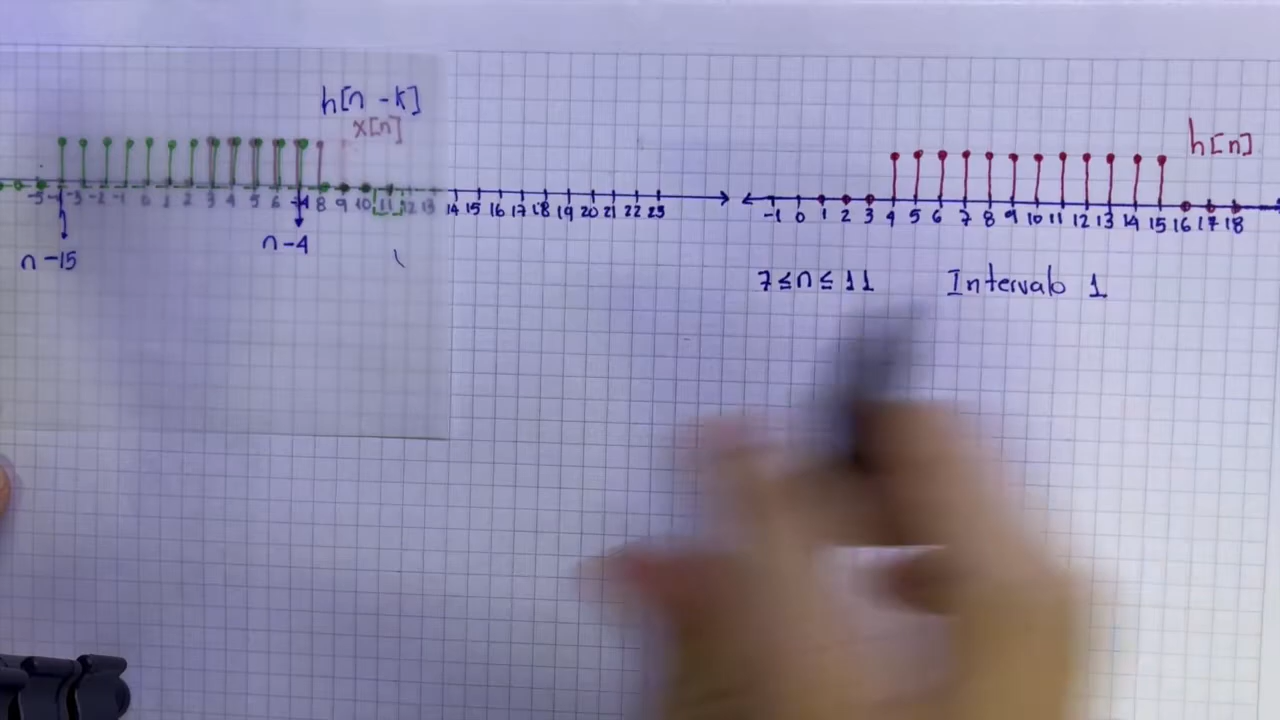 h[n-k]
x[n]
-5 -4 -3 -2 -1 0 1 2 3 4 5 6 7 8 9 10 11 12 13 14 15 16 17 18 19 20 21 22 23
n-15
n-4
h[n]
-1 0 1 2 3 4 5 6 7 8 9 10 11 12 13 14 15 16 17 18
7≤n≤11 Intervalo 1